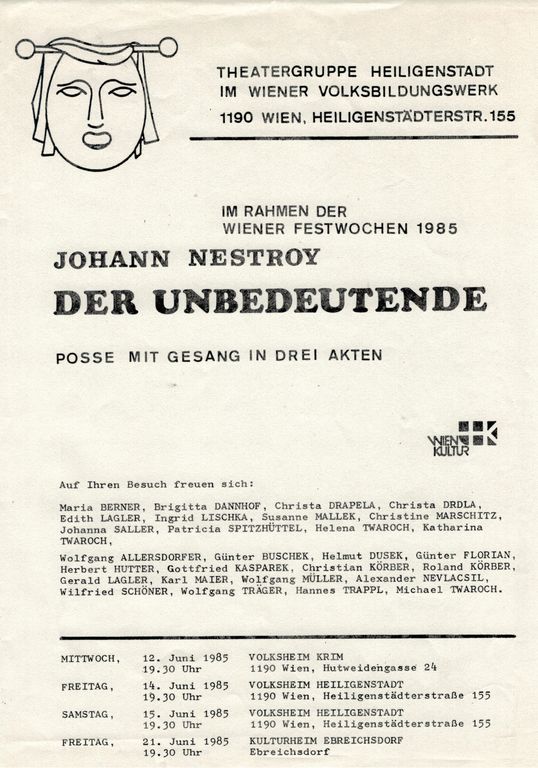 THEATERGRUPPE HEILIGENSTADT
IM WIENER VOLKSBILDUNGSWERK
1190 WIEN, HEILIGENSTÄDTERSTR. 155
IM RAHMEN DER
WIENER FESTWOCHEN 1985
JOHANN NESTROY
DER UNBEDEUTENDE
POSSE MIT GESANG IN DREI AKTEN
WIEN
KULTUR
Auf Ihren Besuch freuen sich:
Maria BERNER, Brigitta DANNHOF, Christa DRAPELA, Christa DRDLA,
Edith LAGLER, Ingrid LISCHKA, Susanne MALLEK, Christine MARSCHITZ,
Johanna SALLER, Patricia SPITZHÜTTEL, Helena TWAROCH, Katharina
TWAROCH,
Wolfgang ALLERSDORFER, Günter BUSCHEK, Helmut DUSEK, Günter FLORIAN,
Herbert HUTTER, Gottfried KASPAREK, Christian KÖRBER, Roland KÖRBER,
Gerald LAGLER, Karl MAIER, Wolfgang MÜLLER, Alexander NEVLACSIL,
Wilfried SCHÖNER, Wolfgang TRÄGER, Hannes TRAPPL, Michael TWAROCH.
MITTWOCH, 12. Juni 1985 VOLKSHEIM KRIM
19.30 Uhr 1190 Wien, Hutweidengasse 24
FREITAG, 14. Juni 1985 VOLKSHEIM HEILIGENSTADT
19.30 Uhr 1190 Wien, Heiligenstädterstraße 155
SAMSTAG, 15. Juni 1985 VOLKSHEIM HEILIGENSTADT
19.30 Uhr 1190 Wien, Heiligenstädterstraße 155
FREITAG, 21. Juni 1985 KULTURHEIM EBREICHSDORF
19.30 Uhr Ebreichsdorf